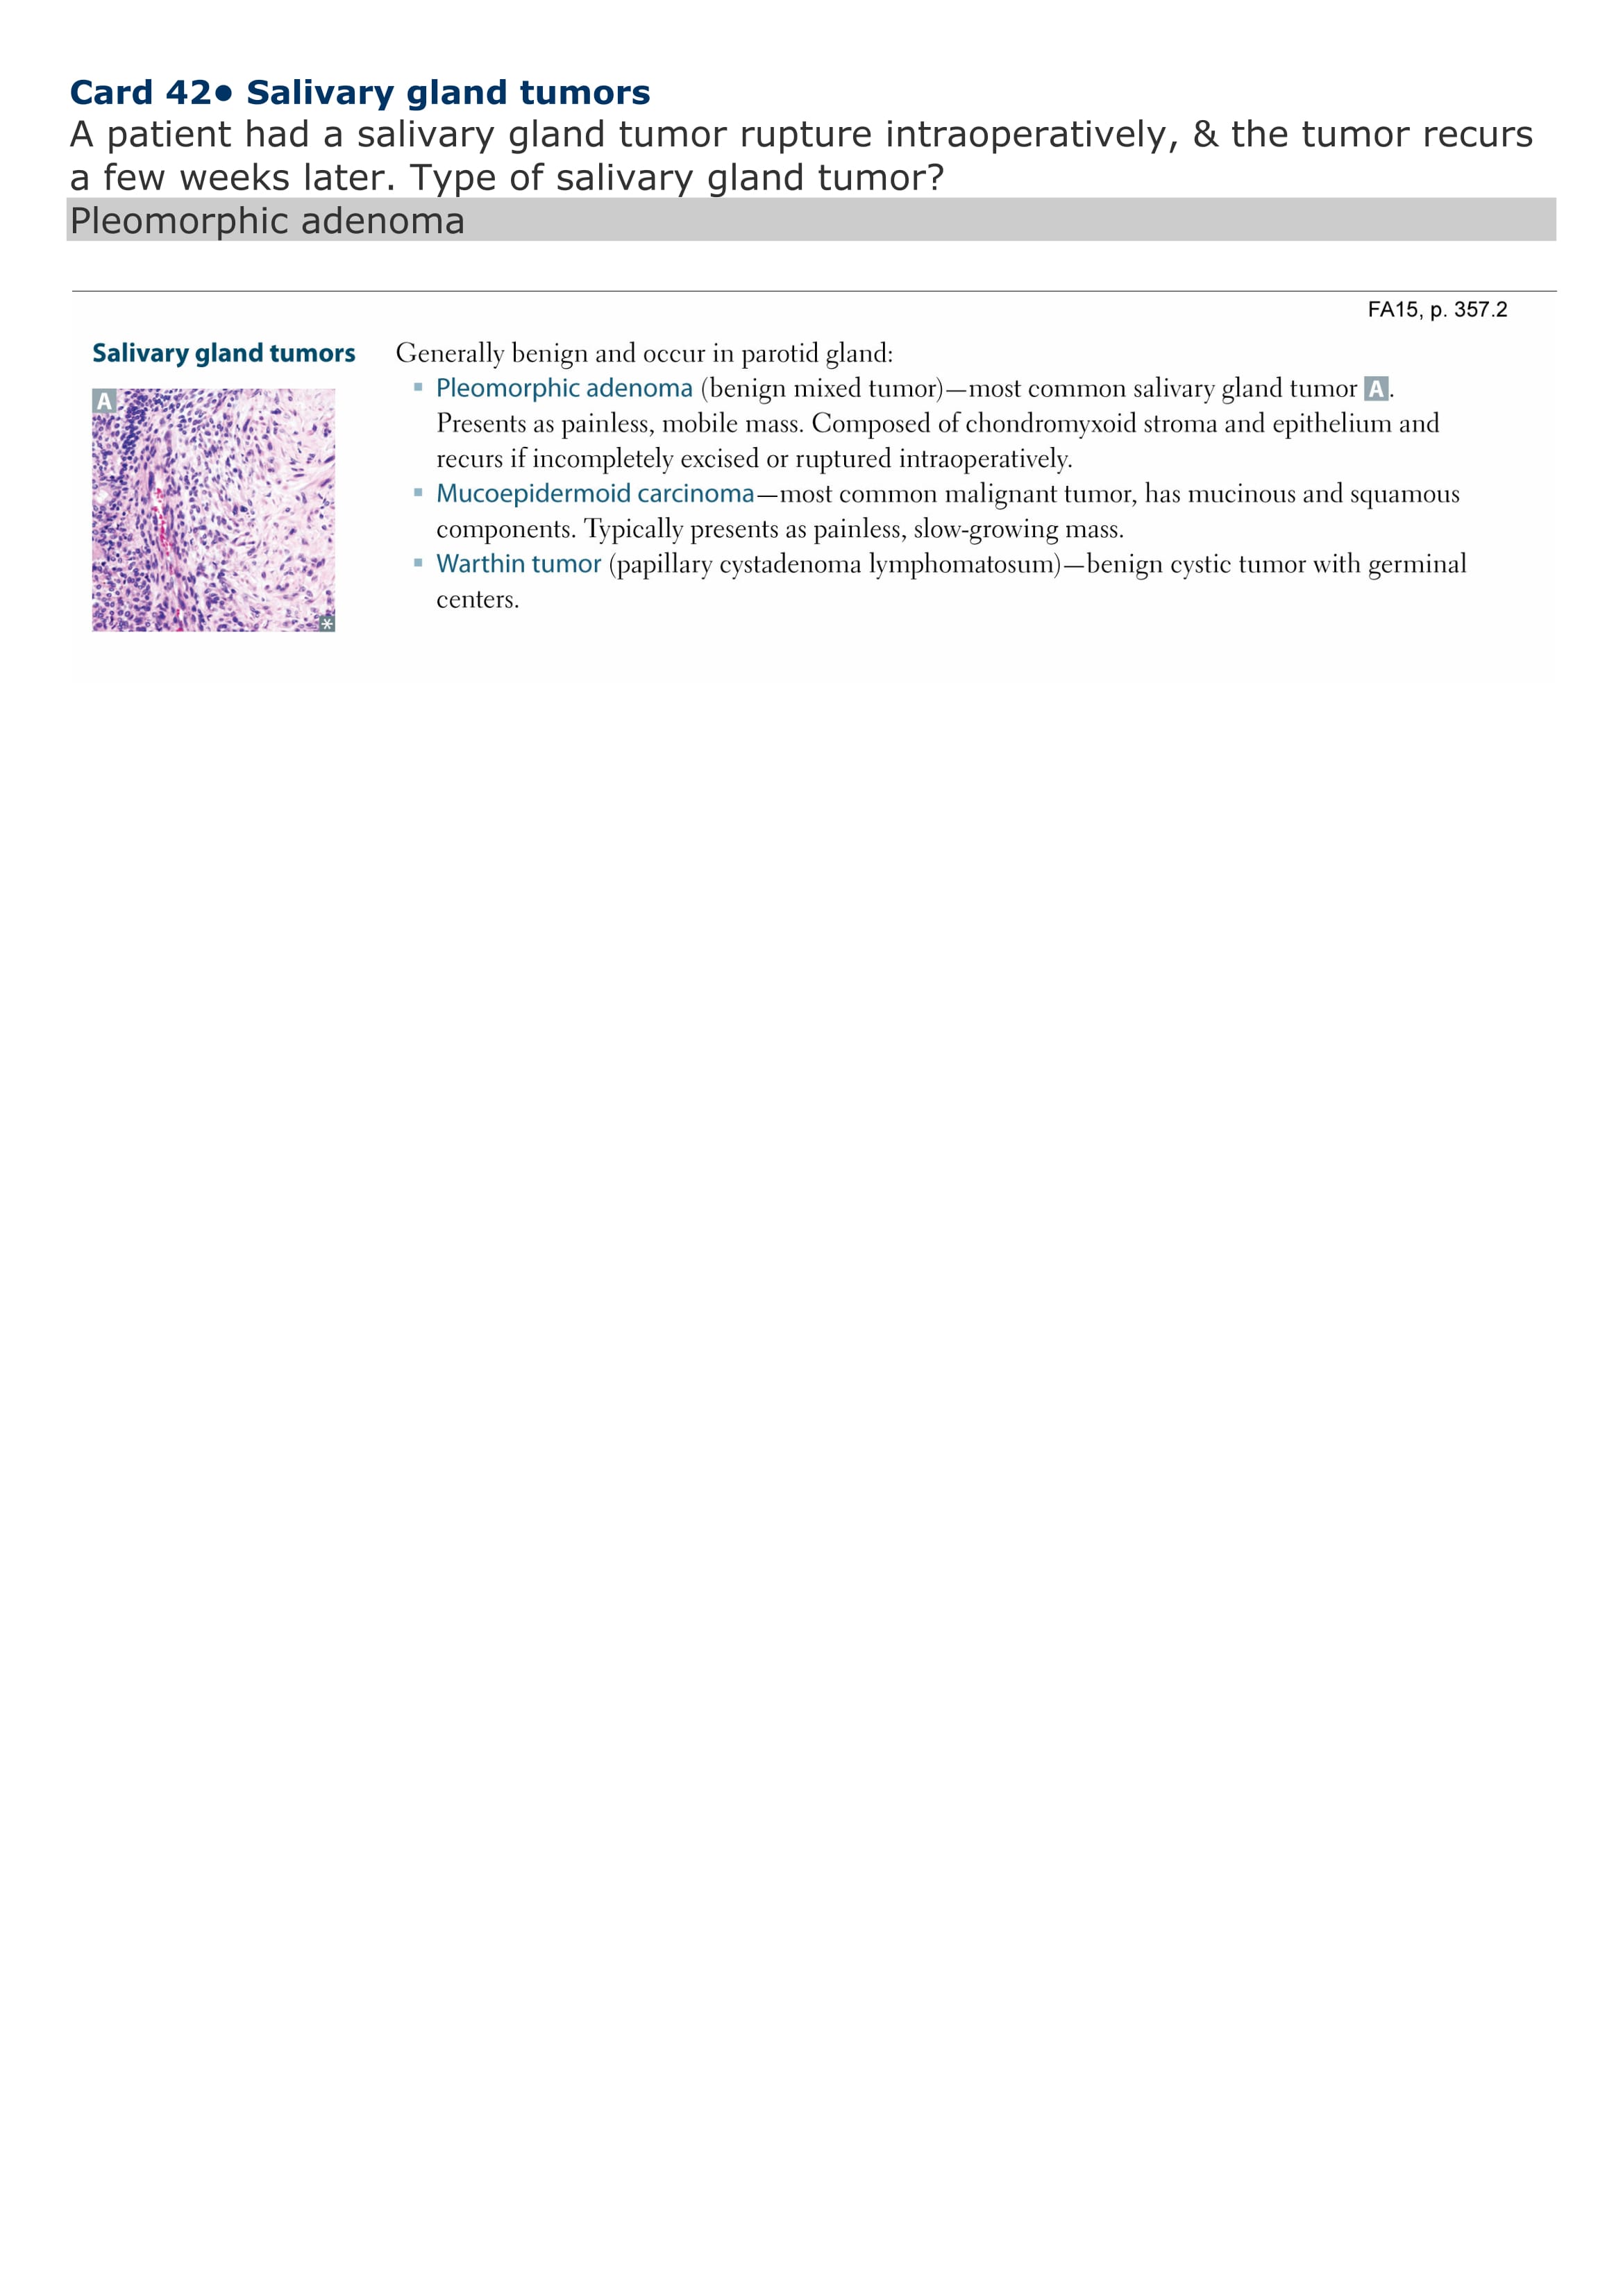 Card 42● Salivary gland tumors
A patient had a salivary gland tumor rupture intraoperatively, & the tumor recurs
a few weeks later. Type of salivary gland tumor?
Pleomorphic adenoma
FA15, p. 357.2
Salivary gland tumors
A
*
Generally benign and occur in parotid gland:
▪ Pleomorphic adenoma (benign mixed tumor)—most common salivary gland tumor A.
Presents as painless, mobile mass. Composed of chondromyxoid stroma and epithelium and
recurs if incompletely excised or ruptured intraoperatively.
▪ Mucoepidermoid carcinoma—most common malignant tumor, has mucinous and squamous
components. Typically presents as painless, slow-growing mass.
▪ Warthin tumor (papillary cystadenoma lymphomatosum)—benign cystic tumor with germinal
centers.